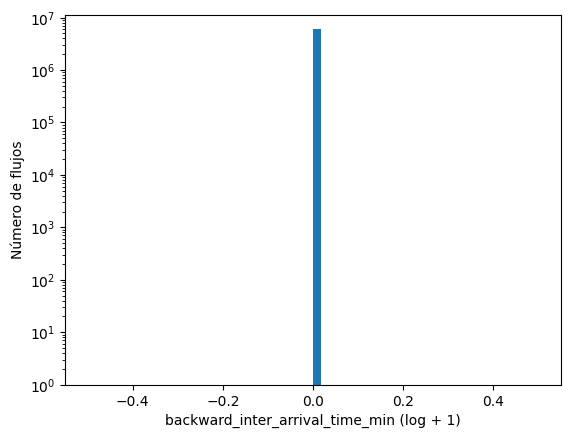 Número de flujos
10⁷
10⁶
10⁵
10⁴
10³
10²
10¹
10⁰
−0.4 −0.2 0.0 0.2 0.4
backward_inter_arrival_time_min (log + 1)